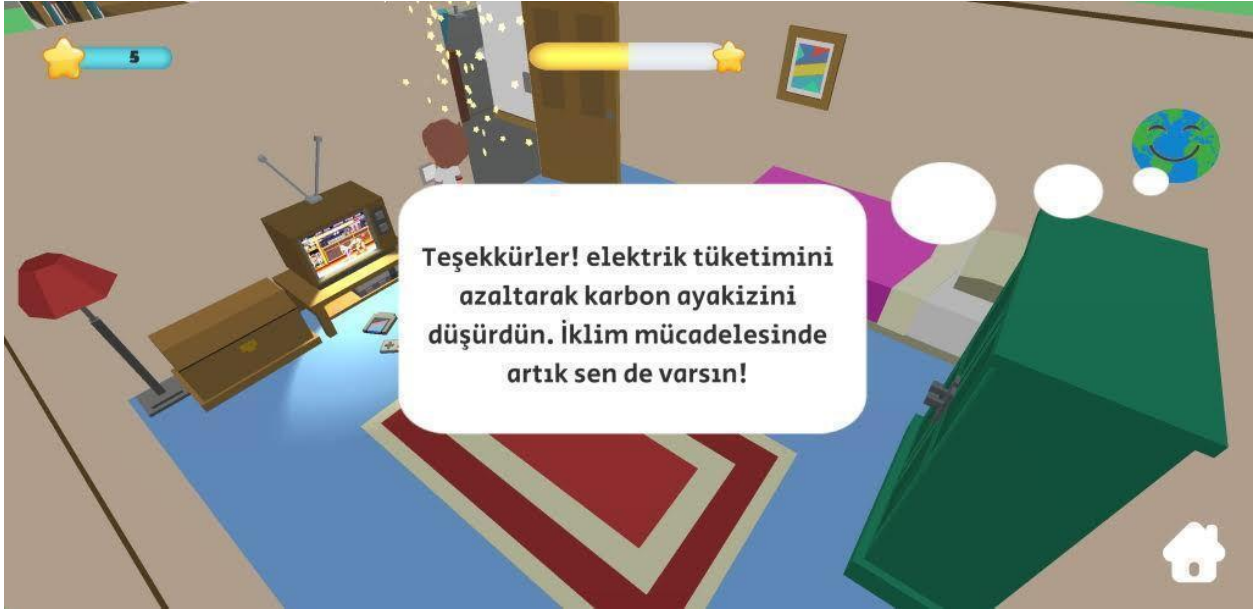 5
Teşekkürler! elektrik tüketimini
azaltarak karbon ayakizini
düşürdün. İklim mücadelesinde
artık sen de varsın!